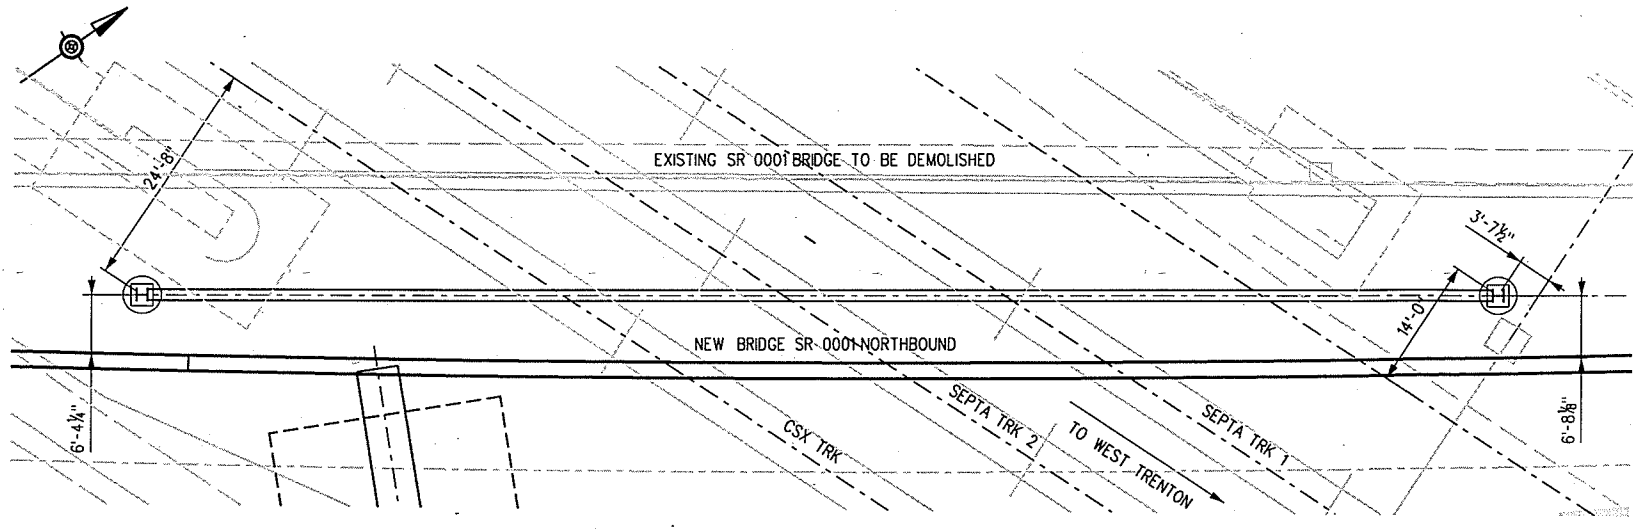 24'-8"
EXISTING SR 0001 BRIDGE TO BE DEMOLISHED
3'-7½"
14'-0"
NEW BRIDGE SR 0001 NORTHBOUND
6'-4¼"
6'-8⅛"
CSX TRK
SEPTA TRK 2
SEPTA TRK 1
TO WEST TRENTON